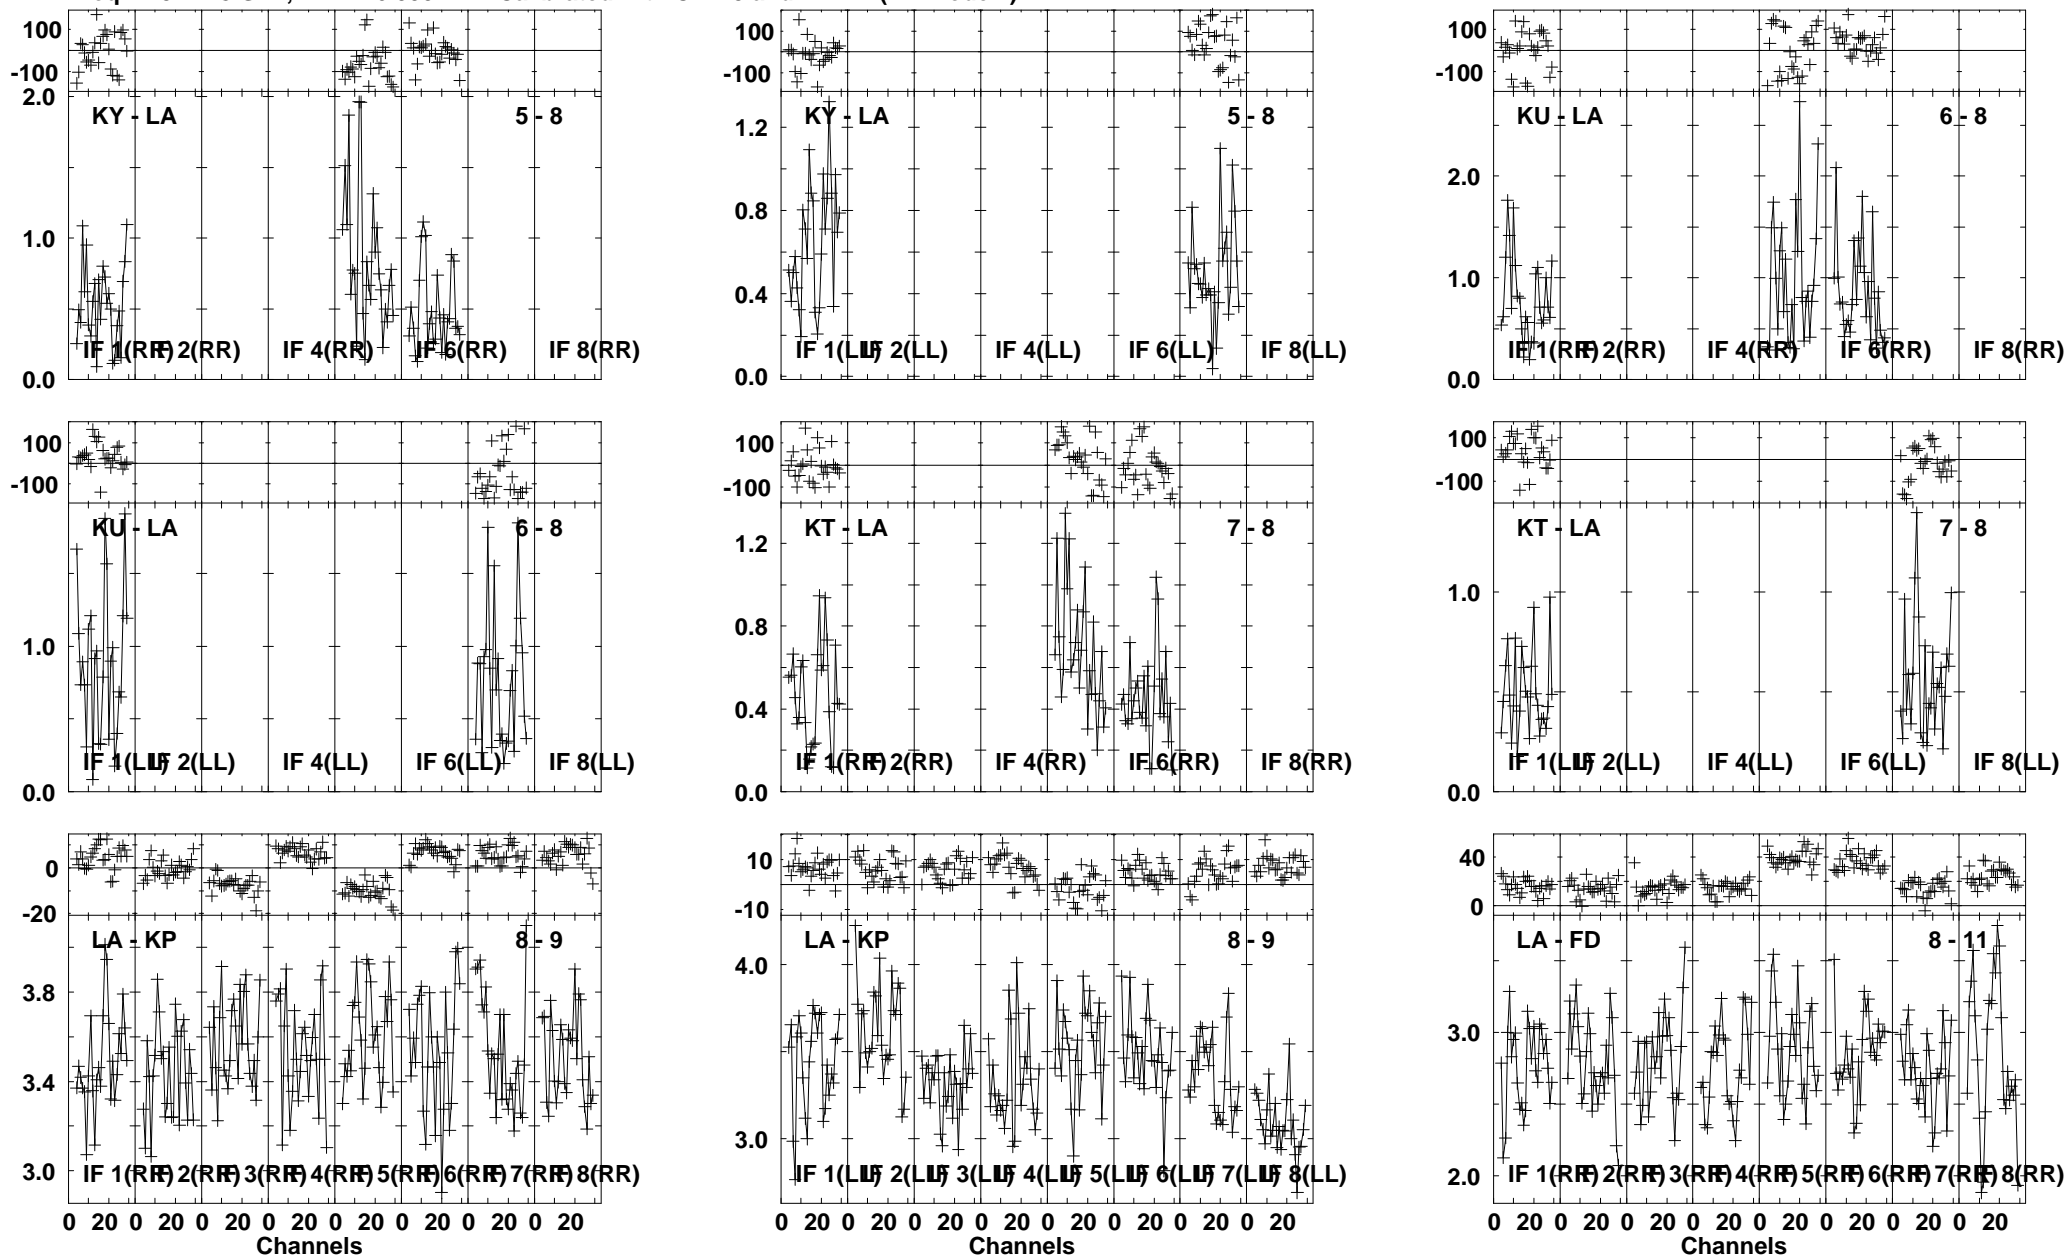 100
-100
2.0
1.0
0.0
KY - LA
5 - 8
IF 1(RR)
IF 2(RR)
IF 4(RR)
IF 6(RR)
IF 8(RR)
100
-100
1.2
0.8
0.4
0.0
KY - LA
5 - 8
IF 1(LL)
IF 2(LL)
IF 4(LL)
IF 6(LL)
IF 8(LL)
100
-100
2.0
1.0
0.0
KU - LA
6 - 8
IF 1(RR)
IF 2(RR)
IF 4(RR)
IF 6(RR)
IF 8(RR)
100
-100
1.0
0.0
KU - LA
6 - 8
IF 1(LL)
IF 2(LL)
IF 4(LL)
IF 6(LL)
IF 8(LL)
100
-100
1.2
0.8
0.4
0.0
KT - LA
7 - 8
IF 1(RR)
IF 2(RR)
IF 4(RR)
IF 6(RR)
IF 8(RR)
100
-100
1.0
0.0
KT - LA
7 - 8
IF 1(LL)
IF 2(LL)
IF 4(LL)
IF 6(LL)
IF 8(LL)
0
-20
3.8
3.4
3.0
LA - KP
8 - 9
IF 1(RR)
IF 2(RR)
IF 3(RR)
IF 4(RR)
IF 5(RR)
IF 6(RR)
IF 7(RR)
IF 8(RR)
0 20 0 20 0 20 0 20 0 20 0 20 0 20 0 20
Channels
10
-10
4.0
3.0
LA - KP
8 - 9
IF 1(LL)
IF 2(LL)
IF 3(LL)
IF 4(LL)
IF 5(LL)
IF 6(LL)
IF 7(LL)
IF 8(LL)
0 20 0 20 0 20 0 20 0 20 0 20 0 20 0 20
40
20
0
3.0
2.0
LA - FD
8 - 11
IF 1(RR)
IF 2(RR)
IF 3(RR)
IF 4(RR)
IF 5(RR)
IF 6(RR)
IF 7(RR)
IF 8(RR)
0 20 0 20 0 20 0 20 0 20 0 20 0 20 0 20
Channels